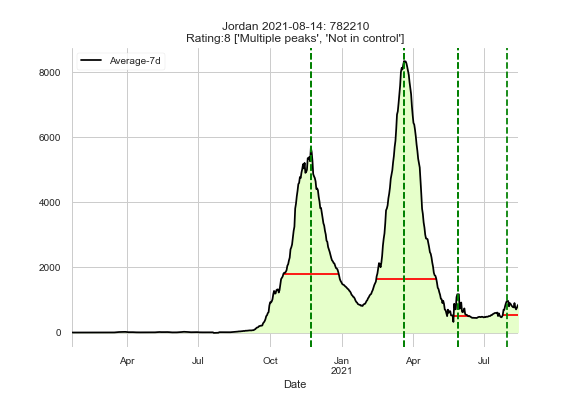 Jordan 2021-08-14: 782210
Rating:8 ['Multiple peaks', 'Not in control']
Average-7d
8000
6000
4000
2000
0
Apr
Jul
Oct
Jan
2021
Apr
Jul
Date